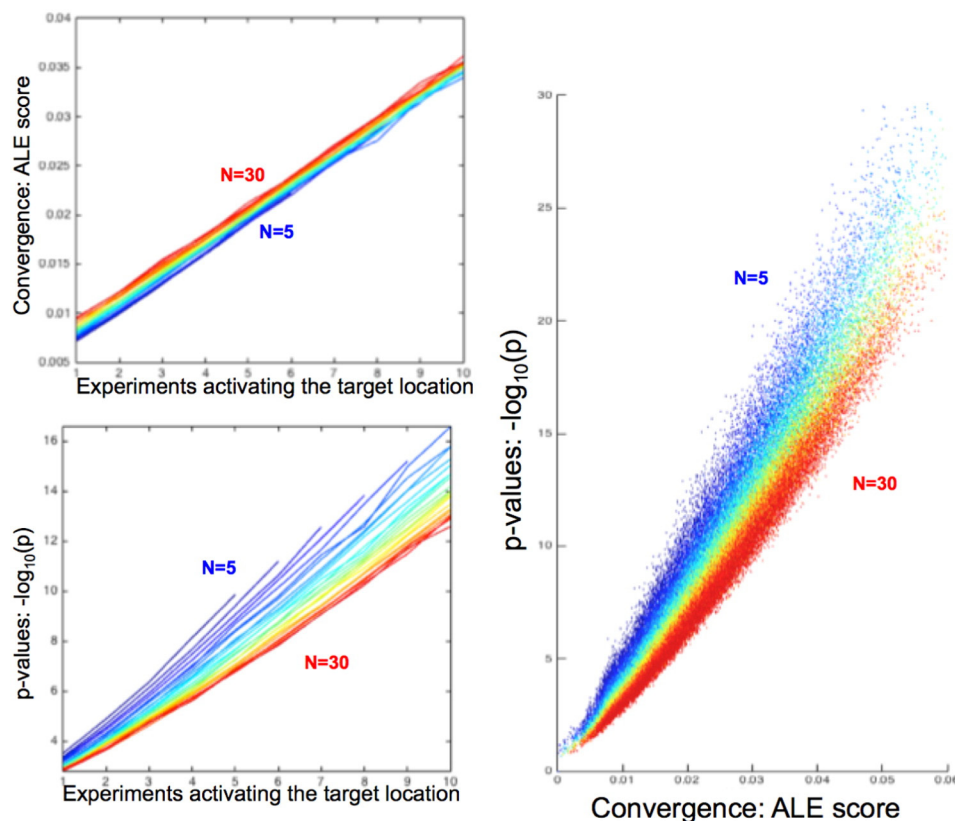 0.04
0.035
0.03
0.025
0.02
0.015
0.01
0.005
Convergence: ALE score
N=30
N=5
1 2 3 4 5 6 7 8 9 10
Experiments activating the target location
16
14
12
10
8
6
4
p-values: -log10(p)
N=5
N=30
1 2 3 4 5 6 7 8 9 10
Experiments activating the target location
30
25
20
15
10
5
0
p-values: -log10(p)
N=5
N=30
0 0.01 0.02 0.03 0.04 0.05 0.06
Convergence: ALE score